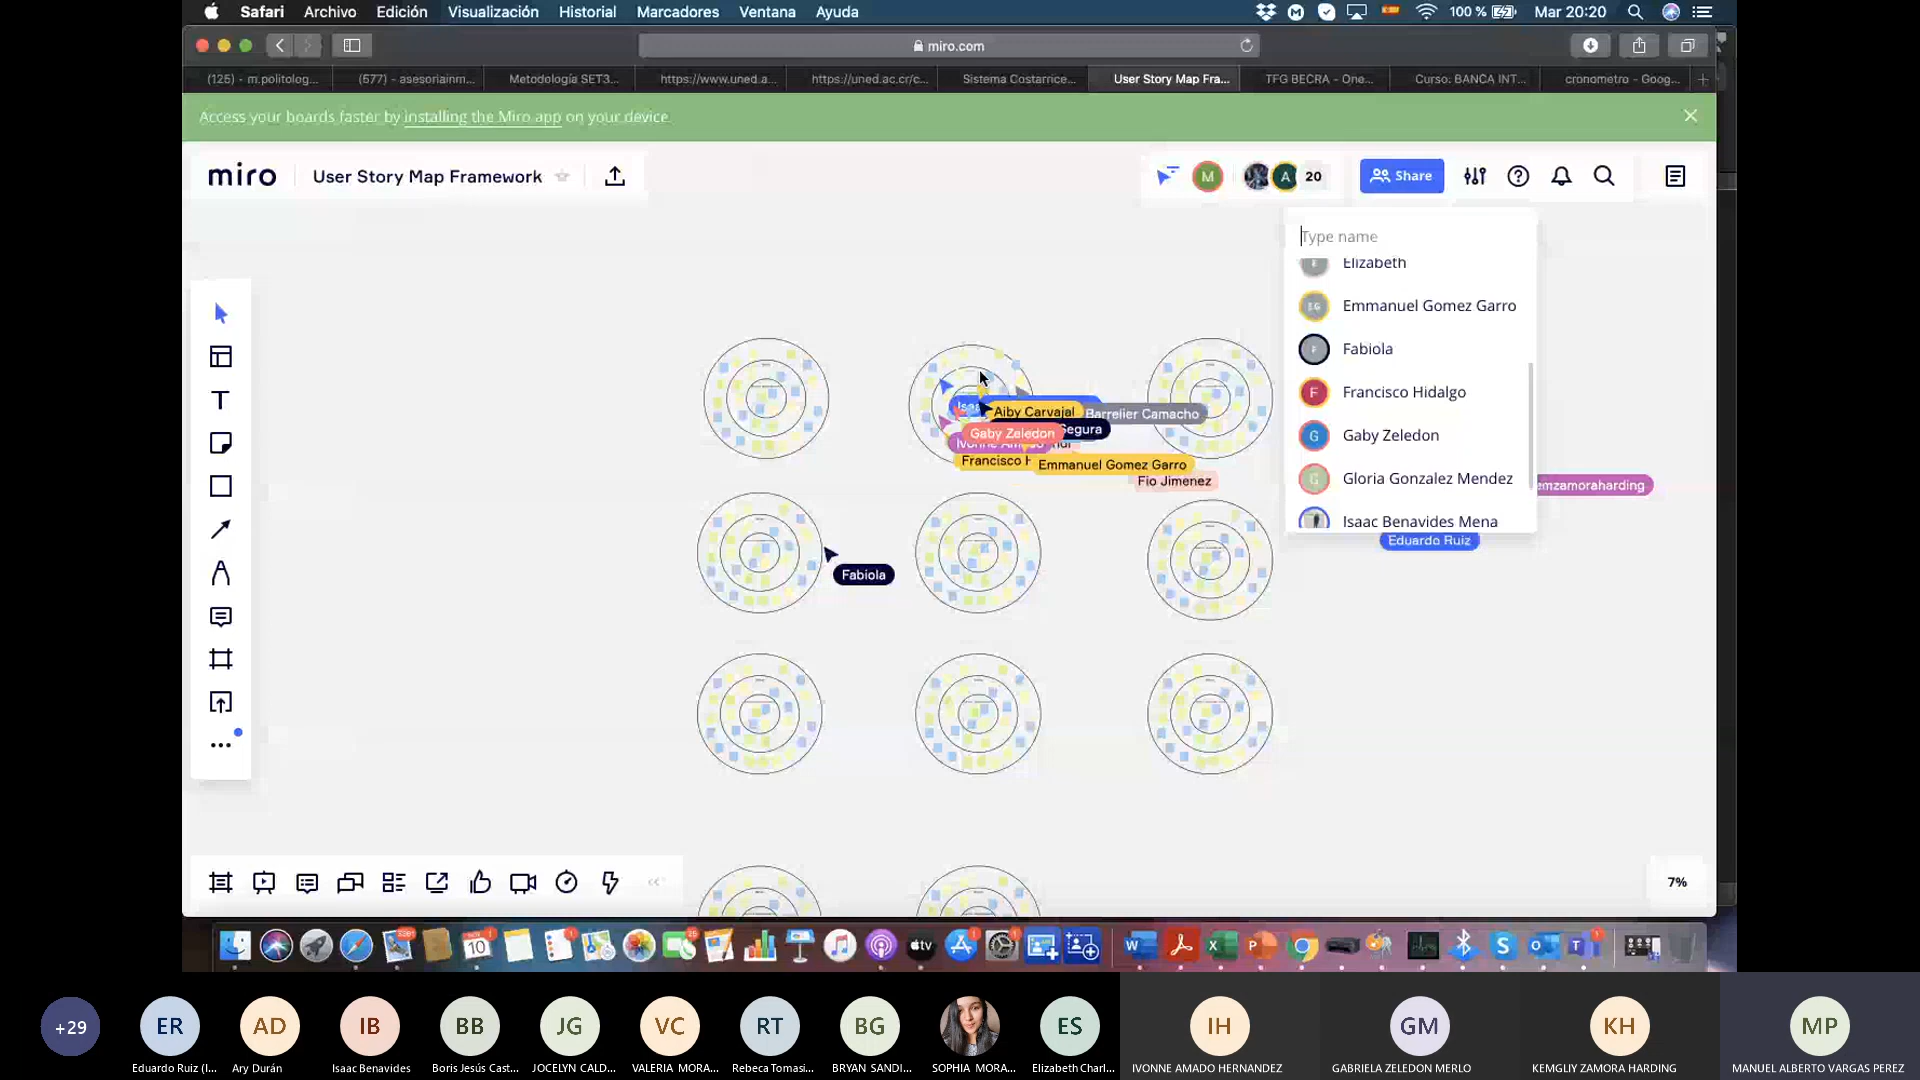 Safari Archivo Edición Visualización Historial Marcadores Ventana Ayuda 100 % Mar 20:20
miro.com
(125) - m.politolog... (577) - asesoriainm... Metodología SET3... https://www.uned.a... https://uned.ac.cr/c... Sistema Costarrice... User Story Map Fra... TFG BECRA - One... Curso: BANCA INT... cronometro - Goog...
Access your boards faster by installing the Miro app on your device
miro User Story Map Framework M A 20 Share
Type name
Elizabeth
Emmanuel Gomez Garro
Fabiola
Francisco Hidalgo
Gaby Zeledon
Gloria Gonzalez Mendez
Isaac Benavides Mena
Aiby Carvajal
Barrelier Camacho
Segura
Gaby Zeledon
Francisco H
Emmanuel Gomez Garro
Fio Jimenez
emzamoraharding
Eduardo Ruiz
Fabiola
7%
+29 ER AD IB BB JG VC RT BG ES IH GM KH MP
Eduardo Ruiz (I... Ary Durán Isaac Benavides Boris Jesús Cast... JOCELYN CALD... VALERIA MORA... Rebeca Tomasi... BRYAN SANDI... SOPHIA MORA... Elizabeth Charl... IVONNE AMADO HERNANDEZ GABRIELA ZELEDON MERLO KEMGLIY ZAMORA HARDING MANUEL ALBERTO VARGAS PEREZ